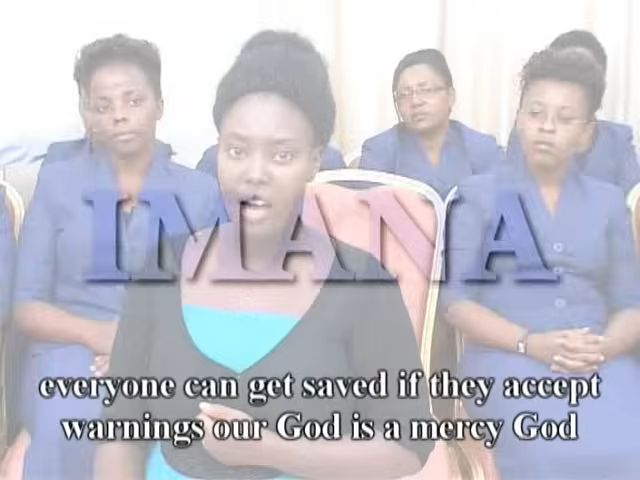 IMANA
everyone can get saved if they accept
warnings our God is a mercy God